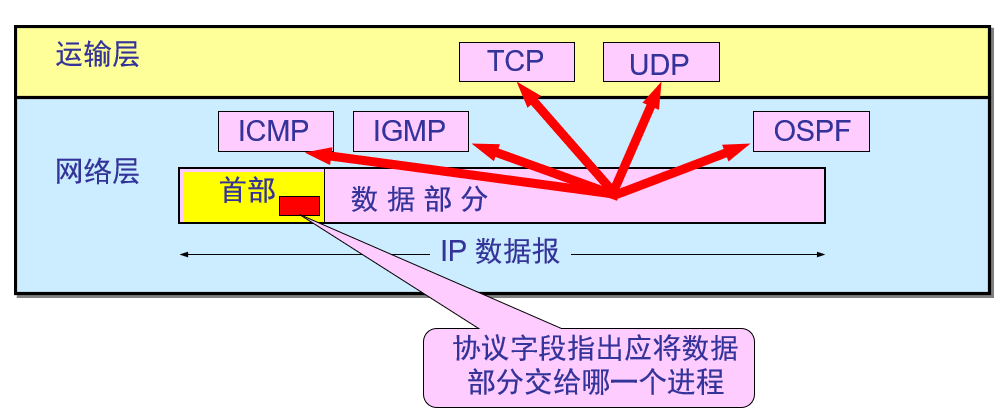 运输层
TCP
UDP
ICMP
IGMP
OSPF
网络层
首部
数据部分
IP 数据报
协议字段指出应将数据
部分交给哪一个进程